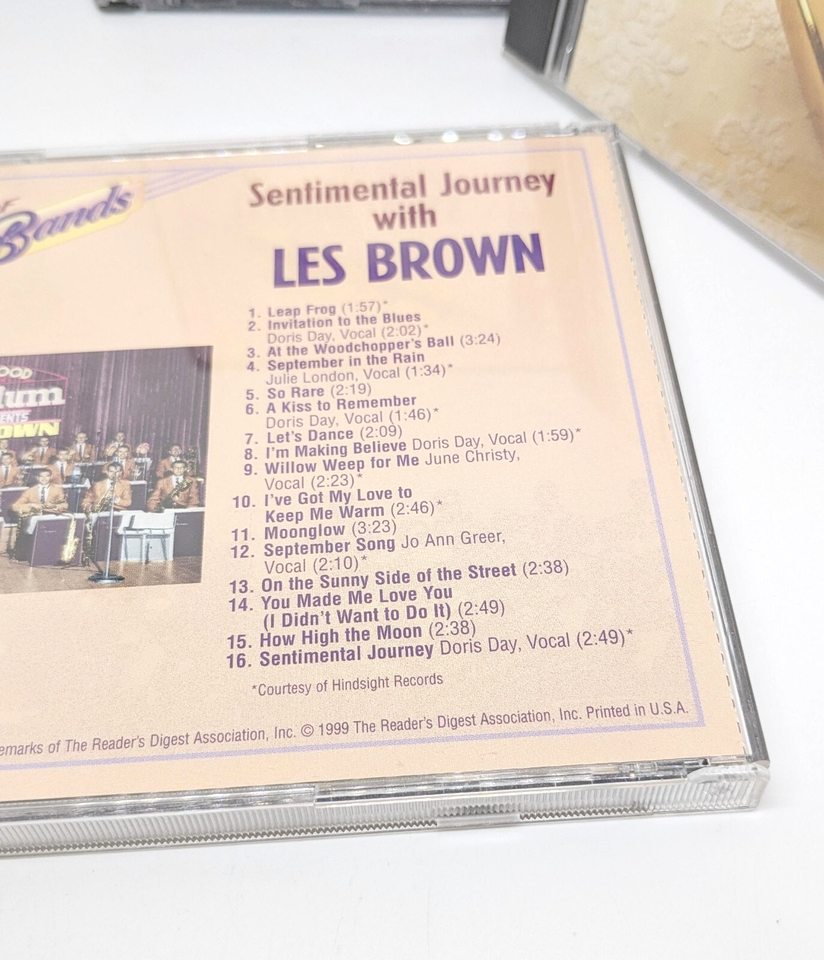 Bands
Sentimental Journey
with
LES BROWN
1. Leap Frog (1:57)*
2. Invitation to the Blues
Doris Day, Vocal (2:02)*
3. At the Woodchopper's Ball (3:24)
4. September in the Rain
Julie London, Vocal (1:34)*
5. So Rare (2:19)
6. A Kiss to Remember
Doris Day, Vocal (1:46)*
7. Let's Dance (2:09)
8. I'm Making Believe Doris Day, Vocal (1:59)*
9. Willow Weep for Me June Christy,
Vocal (2:23)*
10. I've Got My Love to
Keep Me Warm (2:46)*
11. Moonglow (3:23)
12. September Song Jo Ann Greer,
Vocal (2:10)*
13. On the Sunny Side of the Street (2:38)
14. You Made Me Love You
(I Didn't Want to Do It) (2:49)
15. How High the Moon (2:38)
16. Sentimental Journey Doris Day, Vocal (2:49)*
*Courtesy of Hindsight Records
emarks of The Reader's Digest Association, Inc. © 1999 The Reader's Digest Association, Inc. Printed in U.S.A.